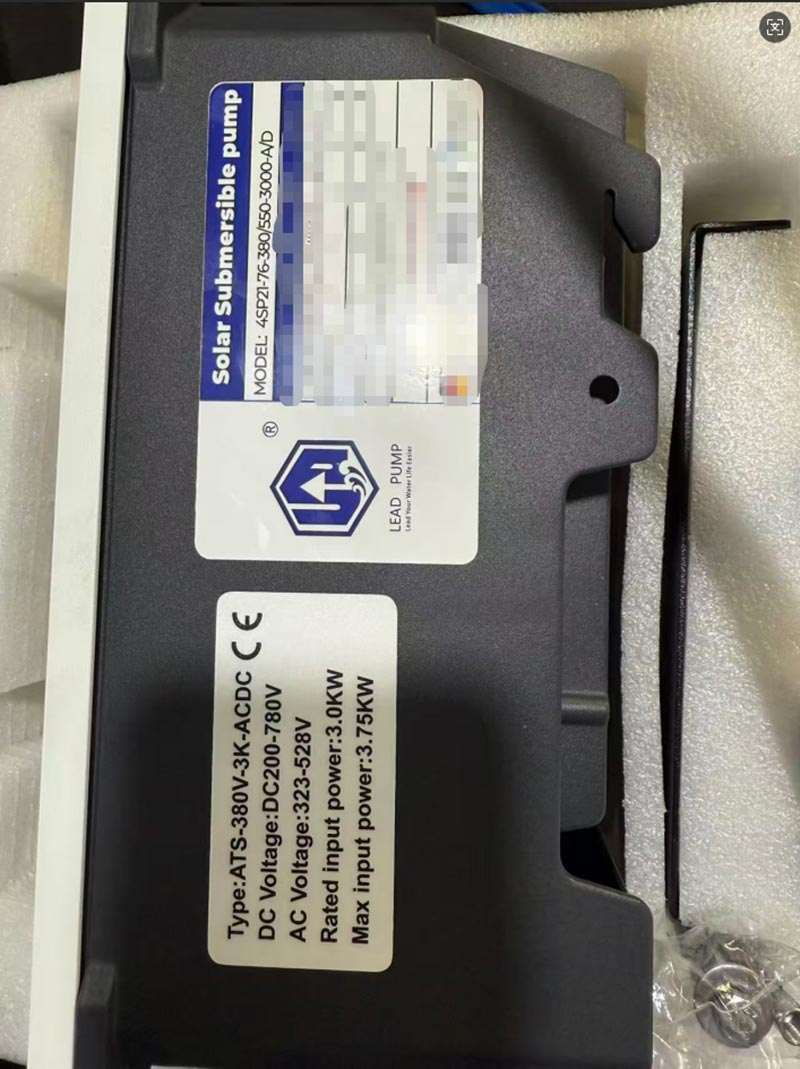 Solar Submersible pump
MODEL: 4SP21-76-380/550-3000-A/D
®
LEAD PUMP
Lead Your Water Life Easier
CE
Type:ATS-380V-3K-ACDC
DC Voltage:DC200-780V
AC Voltage:323-528V
Rated input power:3.0KW
Max input power:3.75KW